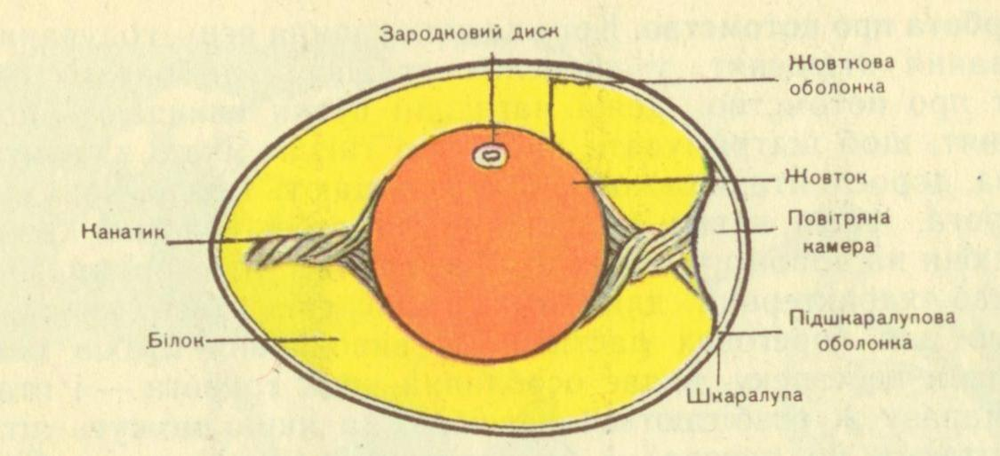 Зародковий диск
Жовткова
оболонка
Жовток
Повітряна
камера
Канатик
Підшкаралупова
оболонка
Білок
Шкаралупа